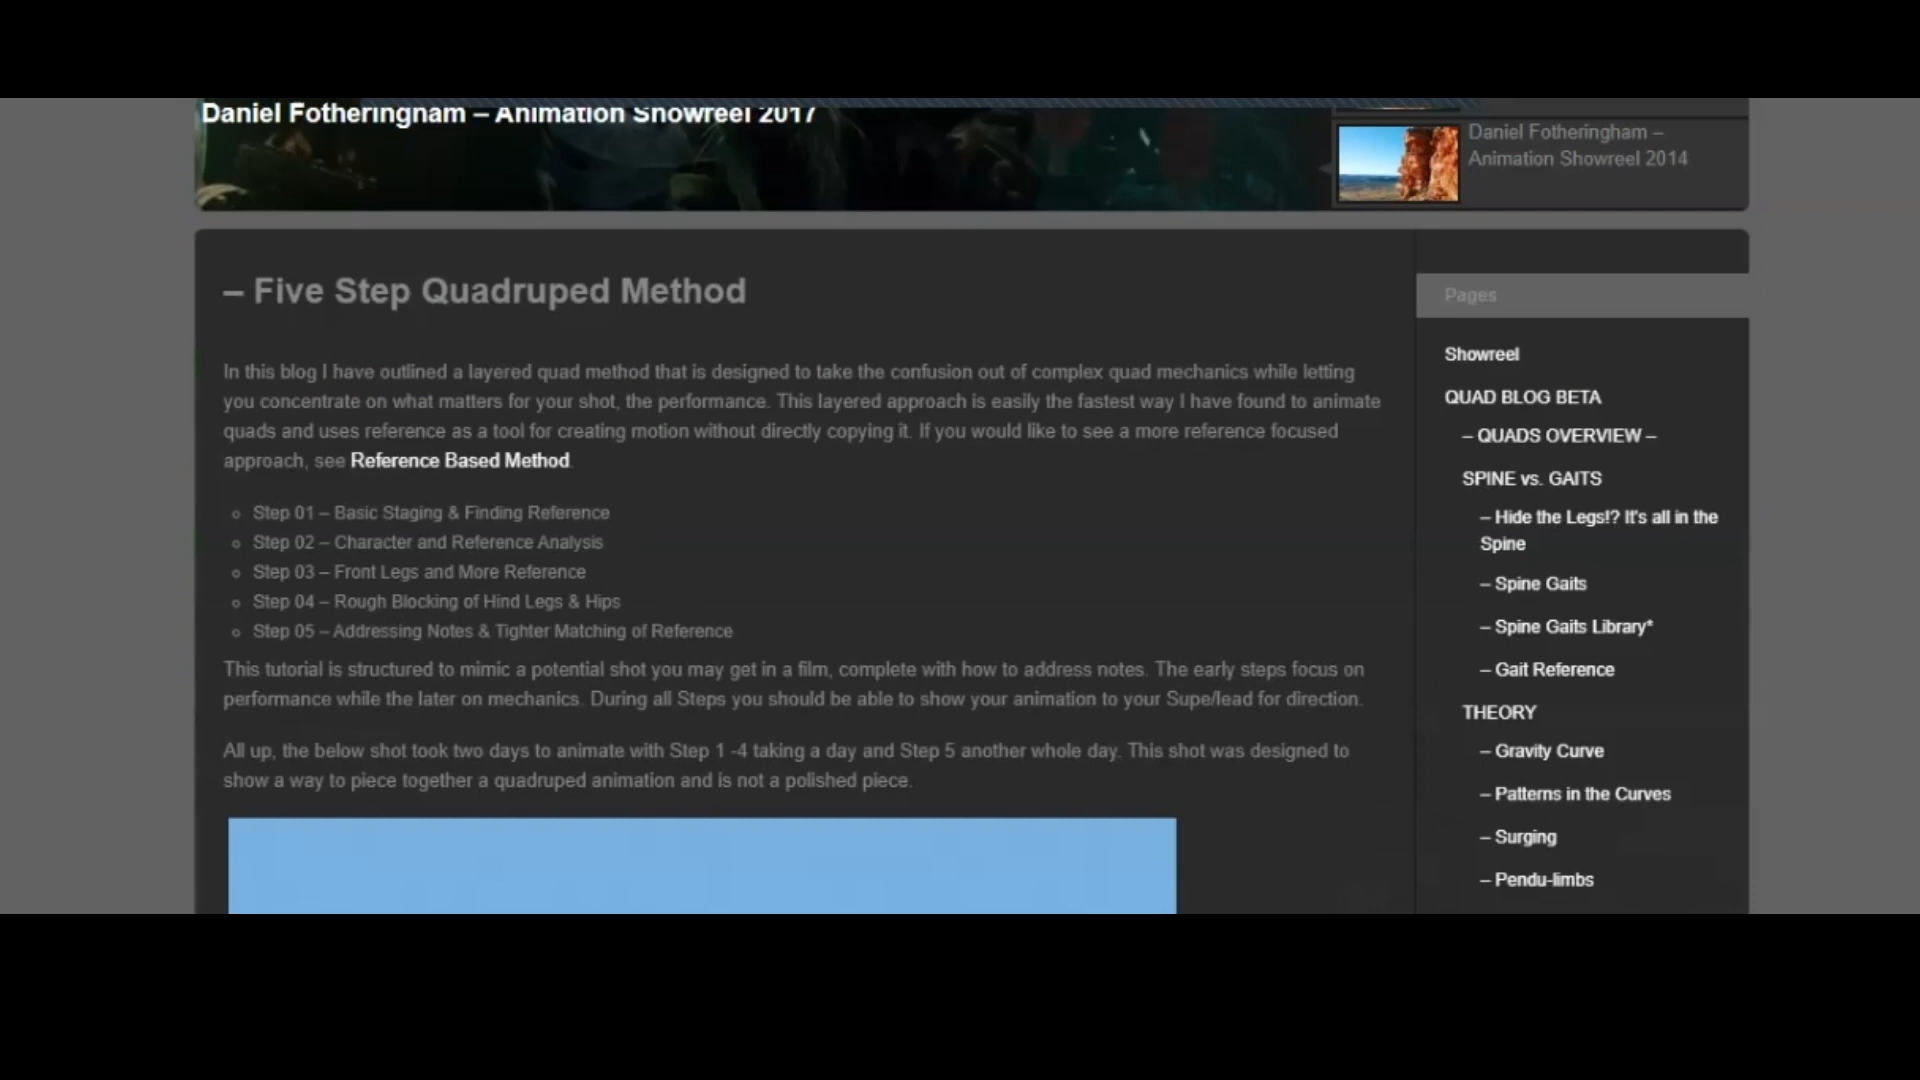 Daniel Fotheringham – Animation Showreel 2017
Daniel Fotheringham –
Animation Showreel 2014
– Five Step Quadruped Method
In this blog I have outlined a layered quad method that is designed to take the confusion out of complex quad mechanics while letting
you concentrate on what matters for your shot, the performance. This layered approach is easily the fastest way I have found to animate
quads and uses reference as a tool for creating motion without directly copying it. If you would like to see a more reference focused
approach, see Reference Based Method.
Step 01 – Basic Staging & Finding Reference
Step 02 – Character and Reference Analysis
Step 03 – Front Legs and More Reference
Step 04 – Rough Blocking of Hind Legs & Hips
Step 05 – Addressing Notes & Tighter Matching of Reference
This tutorial is structured to mimic a potential shot you may get in a film, complete with how to address notes. The early steps focus on
performance while the later on mechanics. During all Steps you should be able to show your animation to your Supe/lead for direction.
All up, the below shot took two days to animate with Step 1 -4 taking a day and Step 5 another whole day. This shot was designed to
show a way to piece together a quadruped animation and is not a polished piece.
Pages
Showreel
QUAD BLOG BETA
– QUADS OVERVIEW –
SPINE vs. GAITS
– Hide the Legs!? It's all in the
Spine
– Spine Gaits
– Spine Gaits Library*
– Gait Reference
THEORY
– Gravity Curve
– Patterns in the Curves
– Surging
– Pendu-limbs